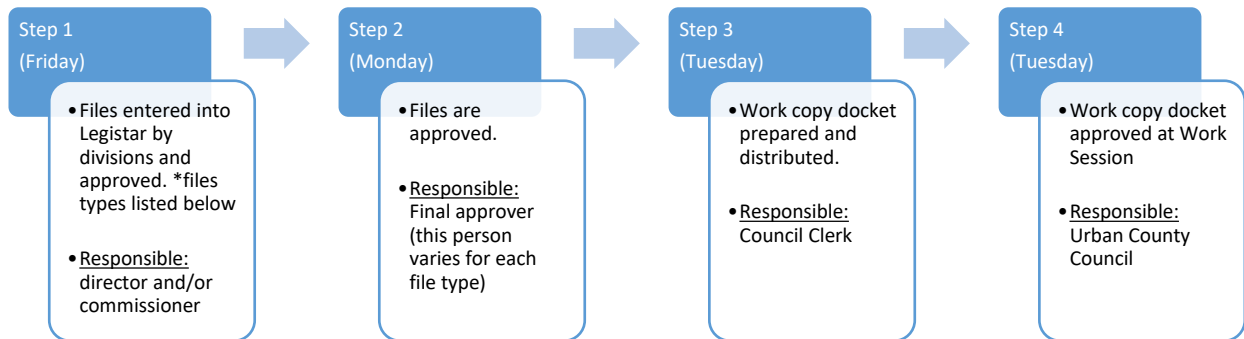 Step 1
(Friday)
•Files entered into
Legistar by
divisions and
approved. *files
types listed below
•Responsible:
director and/or
commissioner
Step 2
(Monday)
•Files are
approved.
•Responsible:
Final approver
(this person
varies for each
file type)
Step 3
(Tuesday)
•Work copy docket
prepared and
distributed.
•Responsible:
Council Clerk
Step 4
(Tuesday)
•Work copy docket
approved at Work
Session
•Responsible:
Urban County
Council